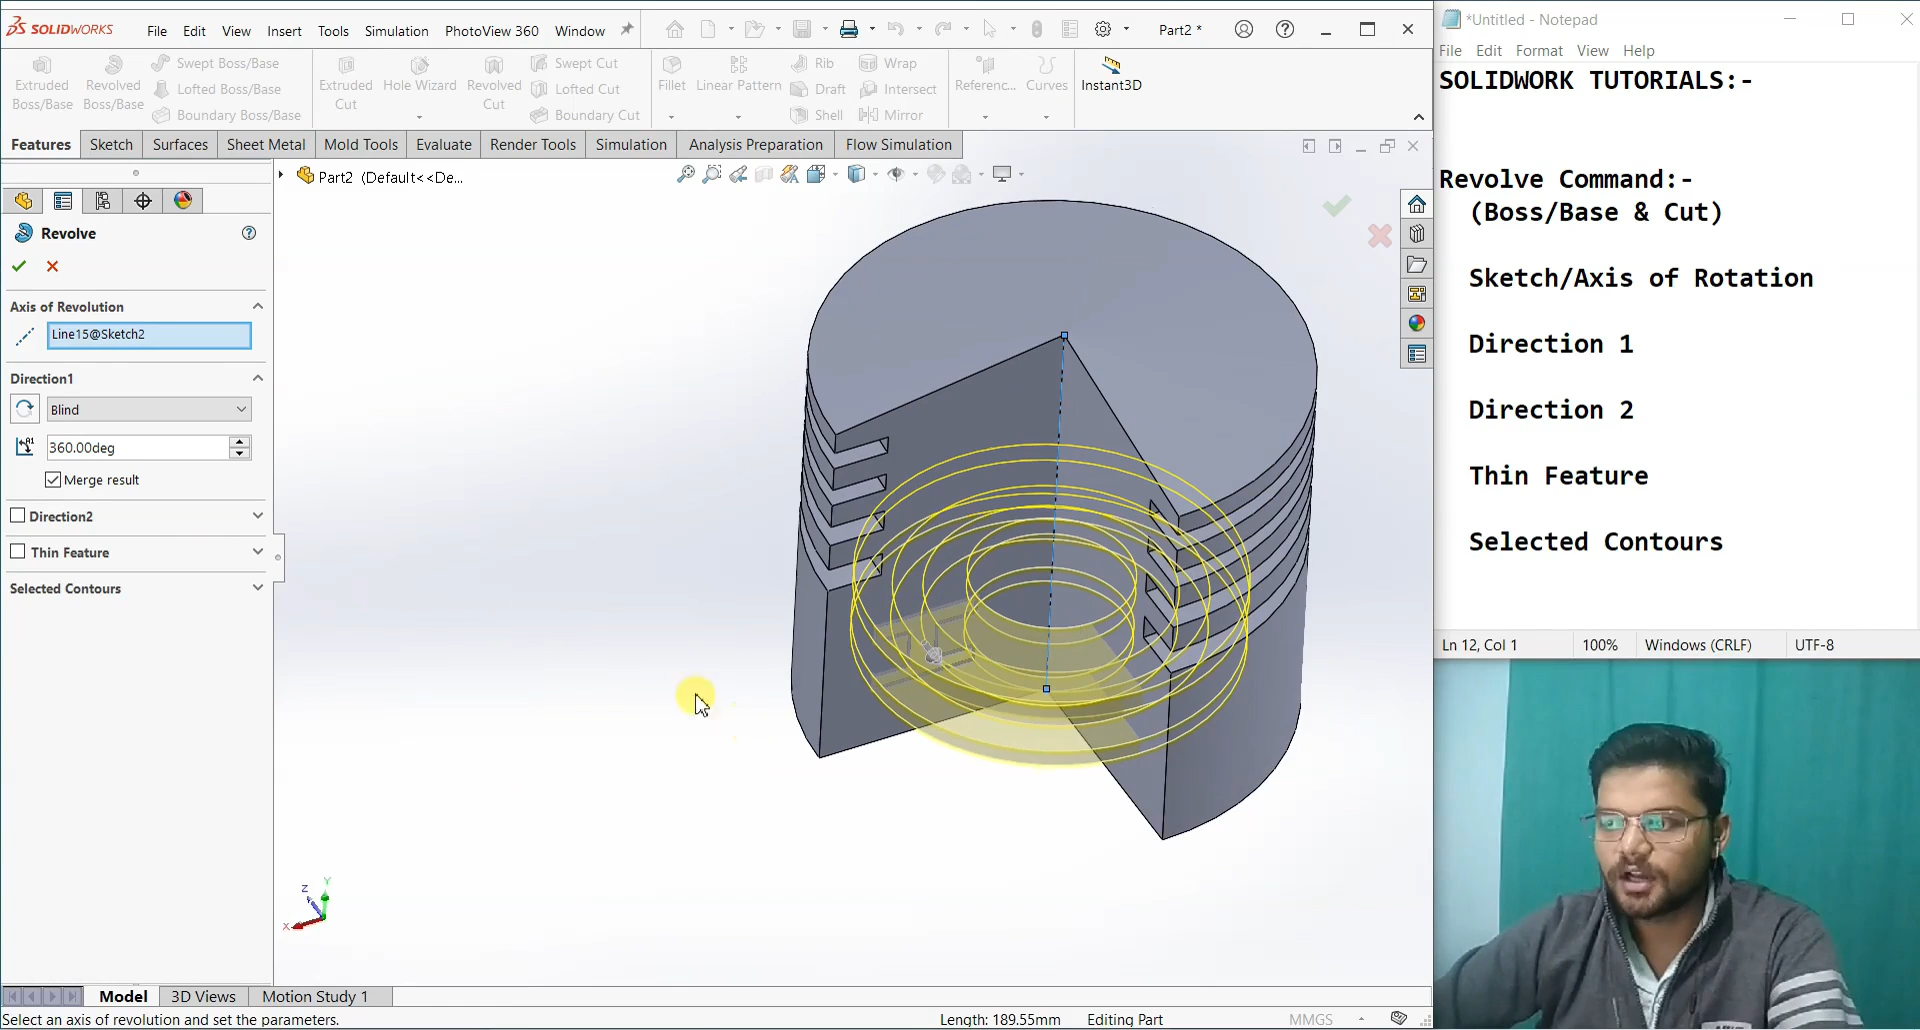 SOLIDWORKS
File Edit View Insert Tools Simulation PhotoView 360 Window
Part2 *
Extruded Boss/Base
Revolved Boss/Base
Swept Boss/Base
Lofted Boss/Base
Boundary Boss/Base
Extruded Cut
Hole Wizard
Revolved Cut
Swept Cut
Lofted Cut
Boundary Cut
Fillet
Linear Pattern
Rib
Draft
Shell
Wrap
Intersect
Mirror
Referenc...
Curves
Instant3D
Features Sketch Surfaces Sheet Metal Mold Tools Evaluate Render Tools Simulation Analysis Preparation Flow Simulation
Part2 (Default<<De...
Revolve
Axis of Revolution
Line15@Sketch2
Direction1
Blind
A1
360.00deg
Merge result
Direction2
Thin Feature
Selected Contours
Y
Z
X
Model 3D Views Motion Study 1
Select an axis of revolution and set the parameters.
Length: 189.55mm Editing Part MMGS
*Untitled - Notepad
File Edit Format View Help
SOLIDWORK TUTORIALS:-
Revolve Command:-
(Boss/Base & Cut)
Sketch/Axis of Rotation
Direction 1
Direction 2
Thin Feature
Selected Contours
Ln 12, Col 1 100% Windows (CRLF) UTF-8